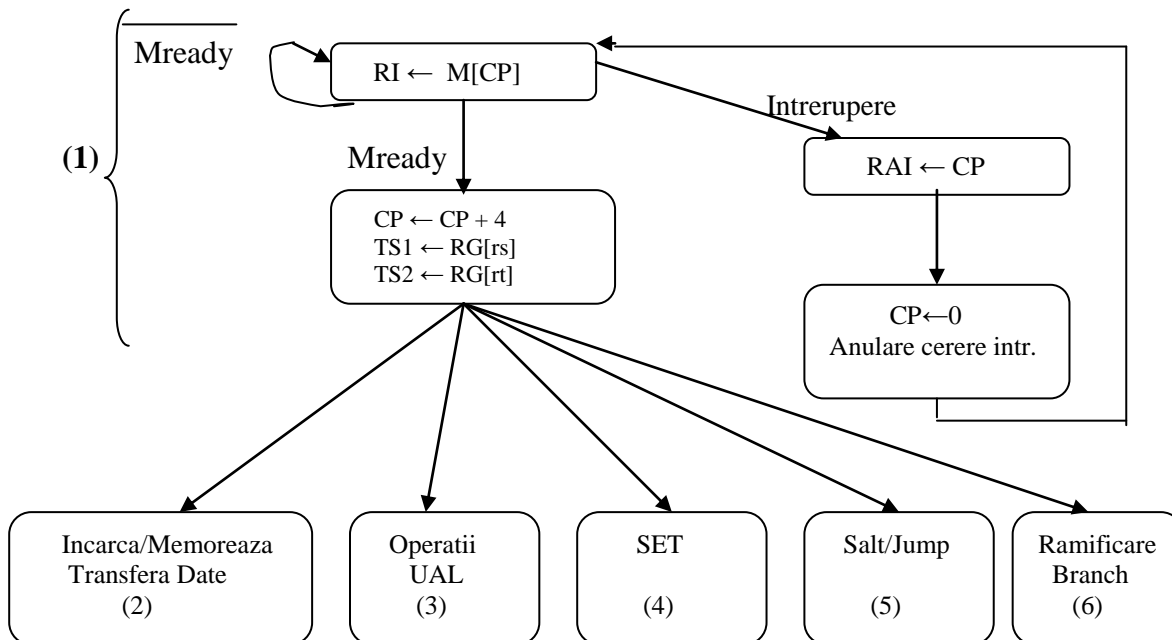 Mready
RI ← M[CP]
Intrerupere
(1)
Mready
RAI ← CP
CP ← CP + 4
TS1 ← RG[rs]
TS2 ← RG[rt]
CP←0
Anulare cerere intr.
Incarca/Memoreaza
Transfera Date
(2)
Operatii
UAL
(3)
SET
(4)
Salt/Jump
(5)
Ramificare
Branch
(6)